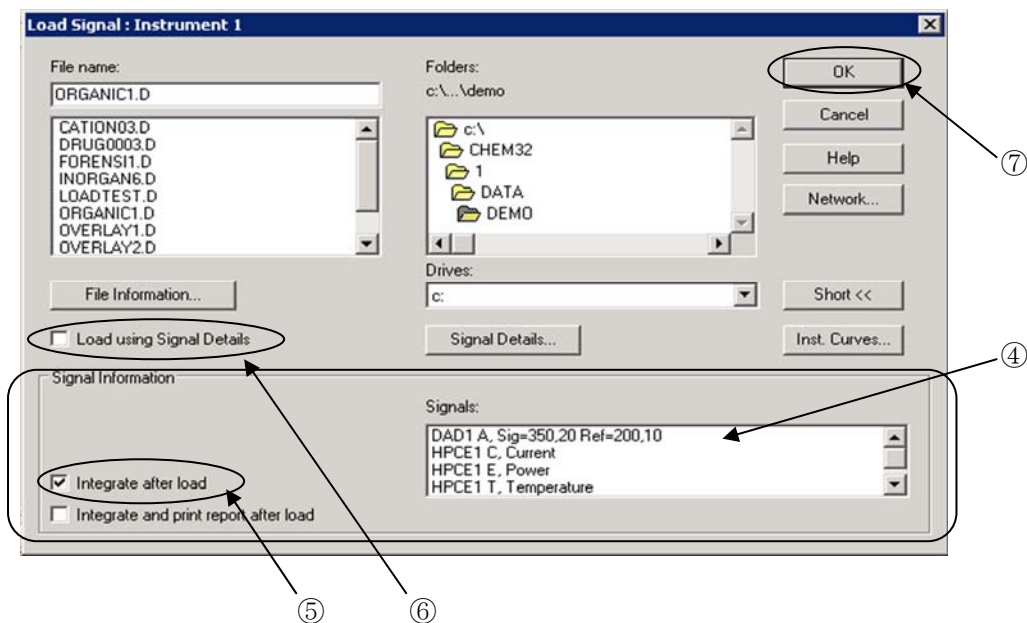 Load Signal : Instrument 1
File name:
ORGANIC1.D
CATION03.D
DRUG0003.D
FORENSI1.D
INORGAN6.D
LOADTEST.D
ORGANIC1.D
OVERLAY1.D
OVERLAY2.D
File Information...
Load using Signal Details
Folders:
c:\...\demo
c:\
CHEM32
1
DATA
DEMO
Drives:
c:
Signal Details...
OK
Cancel
Help
Network...
Short <<
Inst. Curves...
⑦
④
Signal Information
Signals:
DAD1 A, Sig=350,20 Ref=200,10
HPCE1 C, Current
HPCE1 E, Power
HPCE1 T, Temperature
Integrate after load
Integrate and print report after load
⑤ ⑥